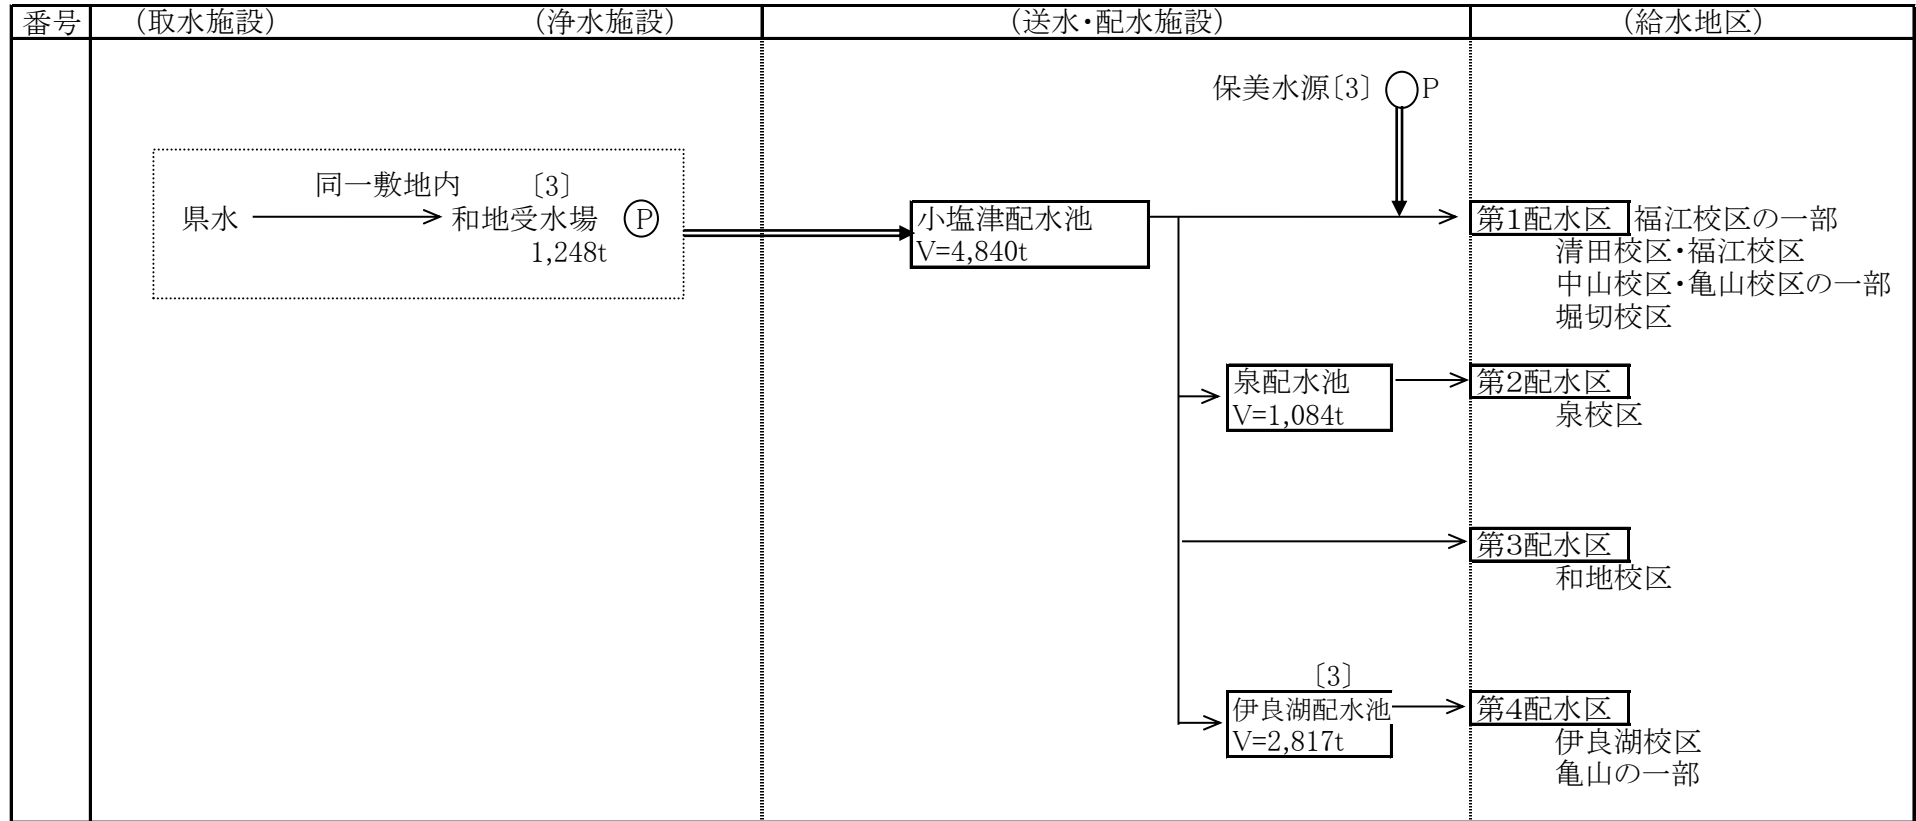 番号
（取水施設）
（浄水施設）
（送水・配水施設）
（給水地区）
保美水源〔3〕 P
同一敷地内 〔3〕
県水 和地受水場 P
1,248t
小塩津配水池
V=4,840t
第1配水区 福江校区の一部
清田校区・福江校区
中山校区・亀山校区の一部
堀切校区
泉配水池
V=1,084t
第2配水区
泉校区
第3配水区
和地校区
〔3〕
伊良湖配水池
V=2,817t
第4配水区
伊良湖校区
亀山の一部